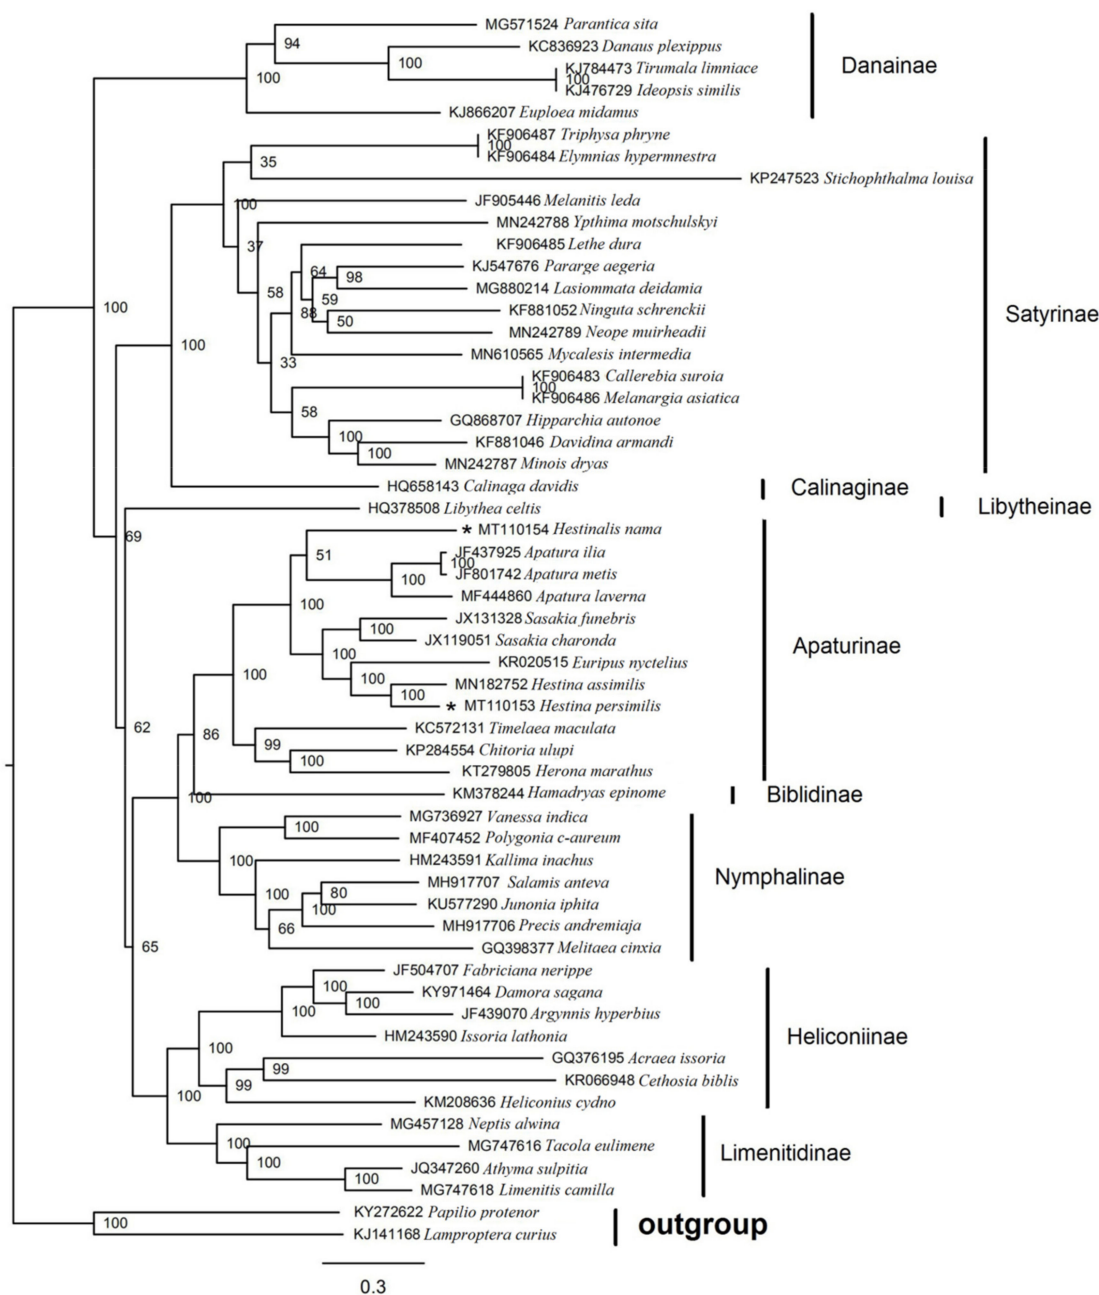 MG571524 Parantica sita
94
KC836923 Danaus plexippus
100
KJ784473 Tirumala limniace
Danainae
100
100
KJ476729 Ideopsis similis
KJ866207 Euploea midamus
KF906487 Triphysa phryne
100
KF906484 Elymnias hypermnestra
35
KP247523 Stichophthalma louisa
100
JF905446 Melanitis leda
MN242788 Ypthima motschulskyi
37
KF906485 Lethe dura
64
KJ547676 Pararge aegeria
98
58
MG880214 Lasiommata deidamia
59
100
88
KF881052 Ninguta schrenckii
Satyrinae
50
MN242789 Neope muirheadii
100
MN610565 Mycalesis intermedia
33
KF906483 Callerebia suroia
100
KF906486 Melanargia asiatica
58
GQ868707 Hipparchia autonoe
100
KF881046 Davidina armandi
100
MN242787 Minois dryas
HQ658143 Calinaga davidis
Calinaginae
HQ378508 Libythea celtis
Libytheinae
69
* MT110154 Hestinalis nama
51
JF437925 Apatura ilia
100
100
JF801742 Apatura metis
MF444860 Apatura laverna
100
JX131328 Sasakia funebris
100
JX119051 Sasakia charonda
Apaturinae
100
KR020515 Euripus nyctelius
100
100
MN182752 Hestina assimilis
100
* MT110153 Hestina persimilis
62
KC572131 Timelaea maculata
86
99
KP284554 Chitoria ulupi
100
KT279805 Herona marathus
100
KM378244 Hamadryas epinome
Biblidinae
MG736927 Vanessa indica
100
MF407452 Polygonia c-aureum
100
HM243591 Kallima inachus
Nymphalinae
MH917707 Salamis anteva
100
80
KU577290 Junonia iphita
100
MH917706 Precis andremiaja
66
65
GQ398377 Melitaea cinxia
JF504707 Fabriciana nerippe
100
KY971464 Damora sagana
100
100
JF439070 Argynnis hyperbius
HM243590 Issoria lathonia
Heliconiinae
100
GQ376195 Acraea issoria
99
KR066948 Cethosia biblis
99
100
KM208636 Heliconius cydno
MG457128 Neptis alwina
100
MG747616 Tacola eulimene
Limenitidinae
100
JQ347260 Athyma sulpitia
100
MG747618 Limenitis camilla
KY272622 Papilio protenor
100
outgroup
KJ141168 Lamproptera curius
0.3